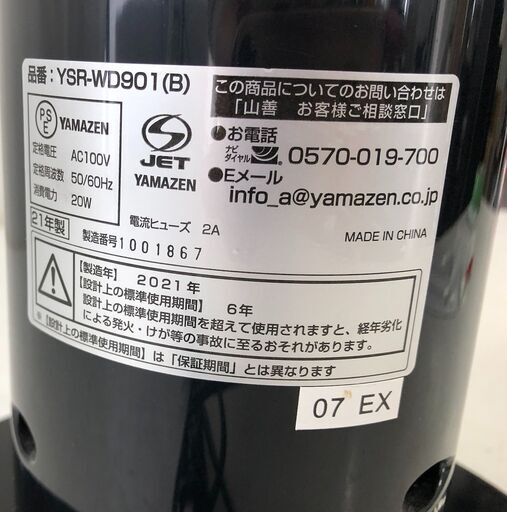 品番：YSR-WD901(B)
PS
E
YAMAZEN
定格電圧 AC100V
定格周波数 50/60Hz
消費電力 20W
21年製
S
JET
YAMAZEN
電流ヒューズ 2A
製造番号 1001867
この商品についてのお問い合わせは
「山善 お客様ご相談窓口」
●お電話
ナビダイヤル 0570-019-700
●Eメール
info_a@yamazen.co.jp
MADE IN CHINA
【製造年】 2021年
【設計上の標準使用期間】 6年
【設計上の標準使用期間】を超えて使用されますと、経年劣化
による発火・けが等の事故に至るおそれがあります。
※【設計上の標準使用期間】は「保証期間」とは異なります
07 EX